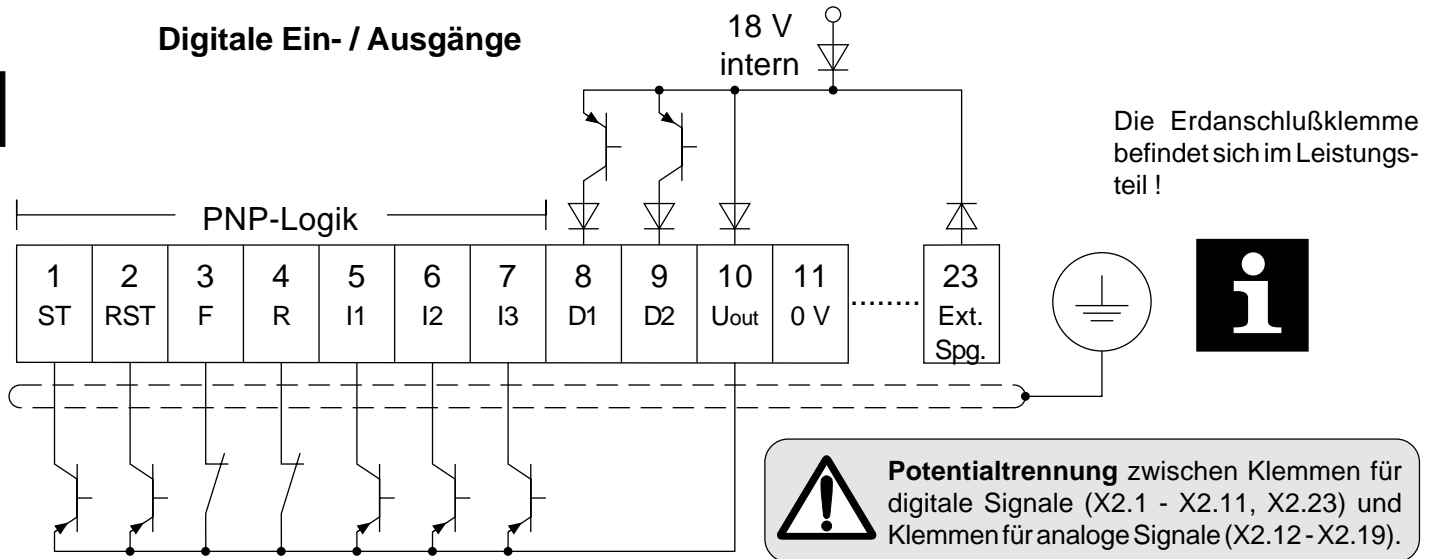 Digitale Ein- / Ausgänge
18 V
intern
Die Erdanschlußklemme
befindet sich im Leistungs-
teil !
PNP-Logik
1 2 3 4 5 6 7 8 9 10 11 ........ 23
ST RST F R I1 I2 I3 D1 D2 Uout 0 V Ext.
Spg.
i
Potentialtrennung zwischen Klemmen für
digitale Signale (X2.1 - X2.11, X2.23) und
Klemmen für analoge Signale (X2.12 - X2.19).